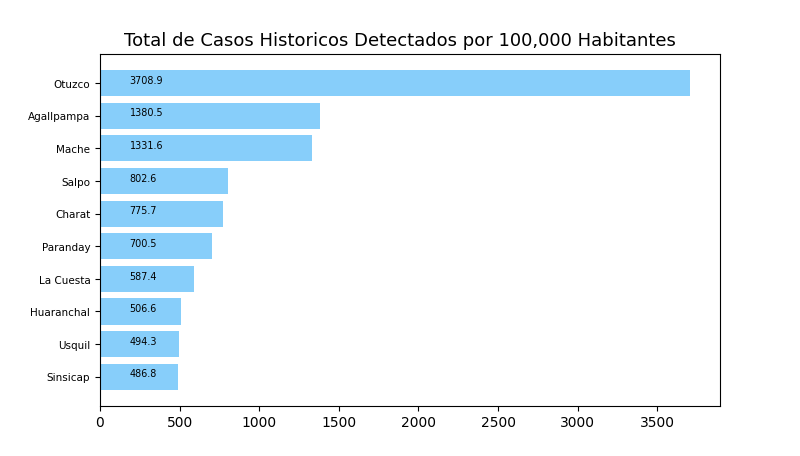 Total de Casos Historicos Detectados por 100,000 Habitantes
Otuzco 3708.9
Agallpampa 1380.5
Mache 1331.6
Salpo 802.6
Charat 775.7
Paranday 700.5
La Cuesta 587.4
Huaranchal 506.6
Usquil 494.3
Sinsicap 486.8
0 500 1000 1500 2000 2500 3000 3500